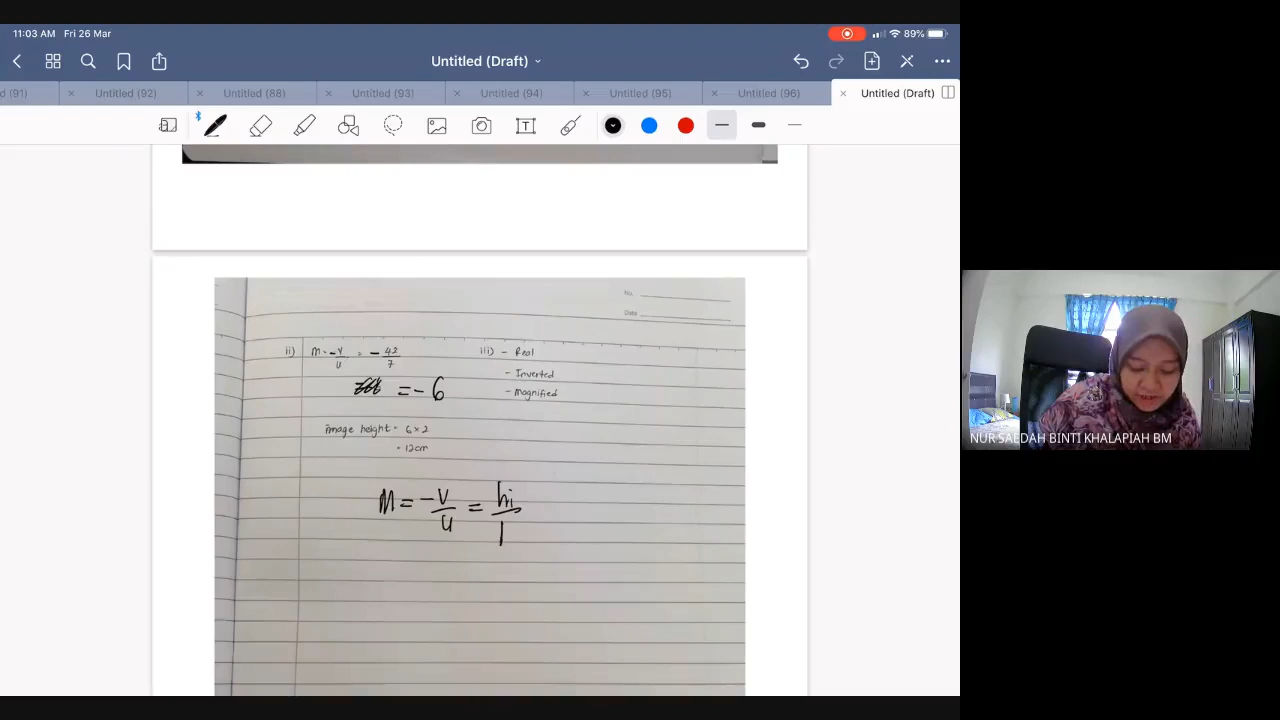 11:03 AM Fri 26 Mar
89%
Untitled (Draft)
d (91)
Untitled (92)
Untitled (88)
Untitled (93)
Untitled (94)
Untitled (95)
Untitled (96)
Untitled (Draft)
T
No.
Date
ii) m = -v/u = - 42/7
= - 6
image height = 6 x 2
= 12cm
iii) - Real
- Inverted
- Magnified
M = -v/u = hi/
NUR SAEDAH BINTI KHALAPIAH BM